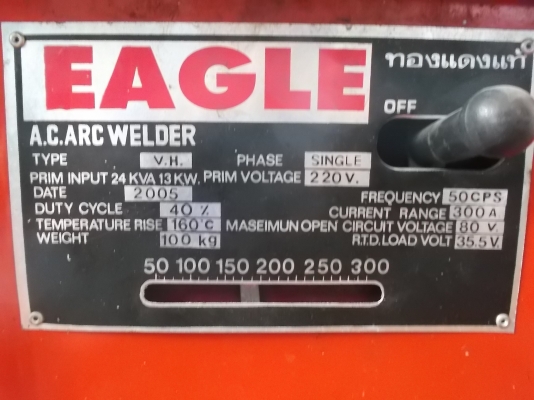 EAGLE
ทองแดงแท้
OFF
A.C.ARC WELDER
TYPE V.H. PHASE SINGLE
PRIM INPUT 24 KVA 13 KW. PRIM VOLTAGE 220V.
DATE 2005 FREQUENCY 50CPS
DUTY CYCLE 40 % CURRENT RANGE 300 A
TEMPERATURE RISE 160 C MASEIMUN OPEN CIRCUIT VOLTAGE 80 V
WEIGHT 100 kg R.T.D.LOAD VOLT 35.5 V.
50 100 150 200 250 300